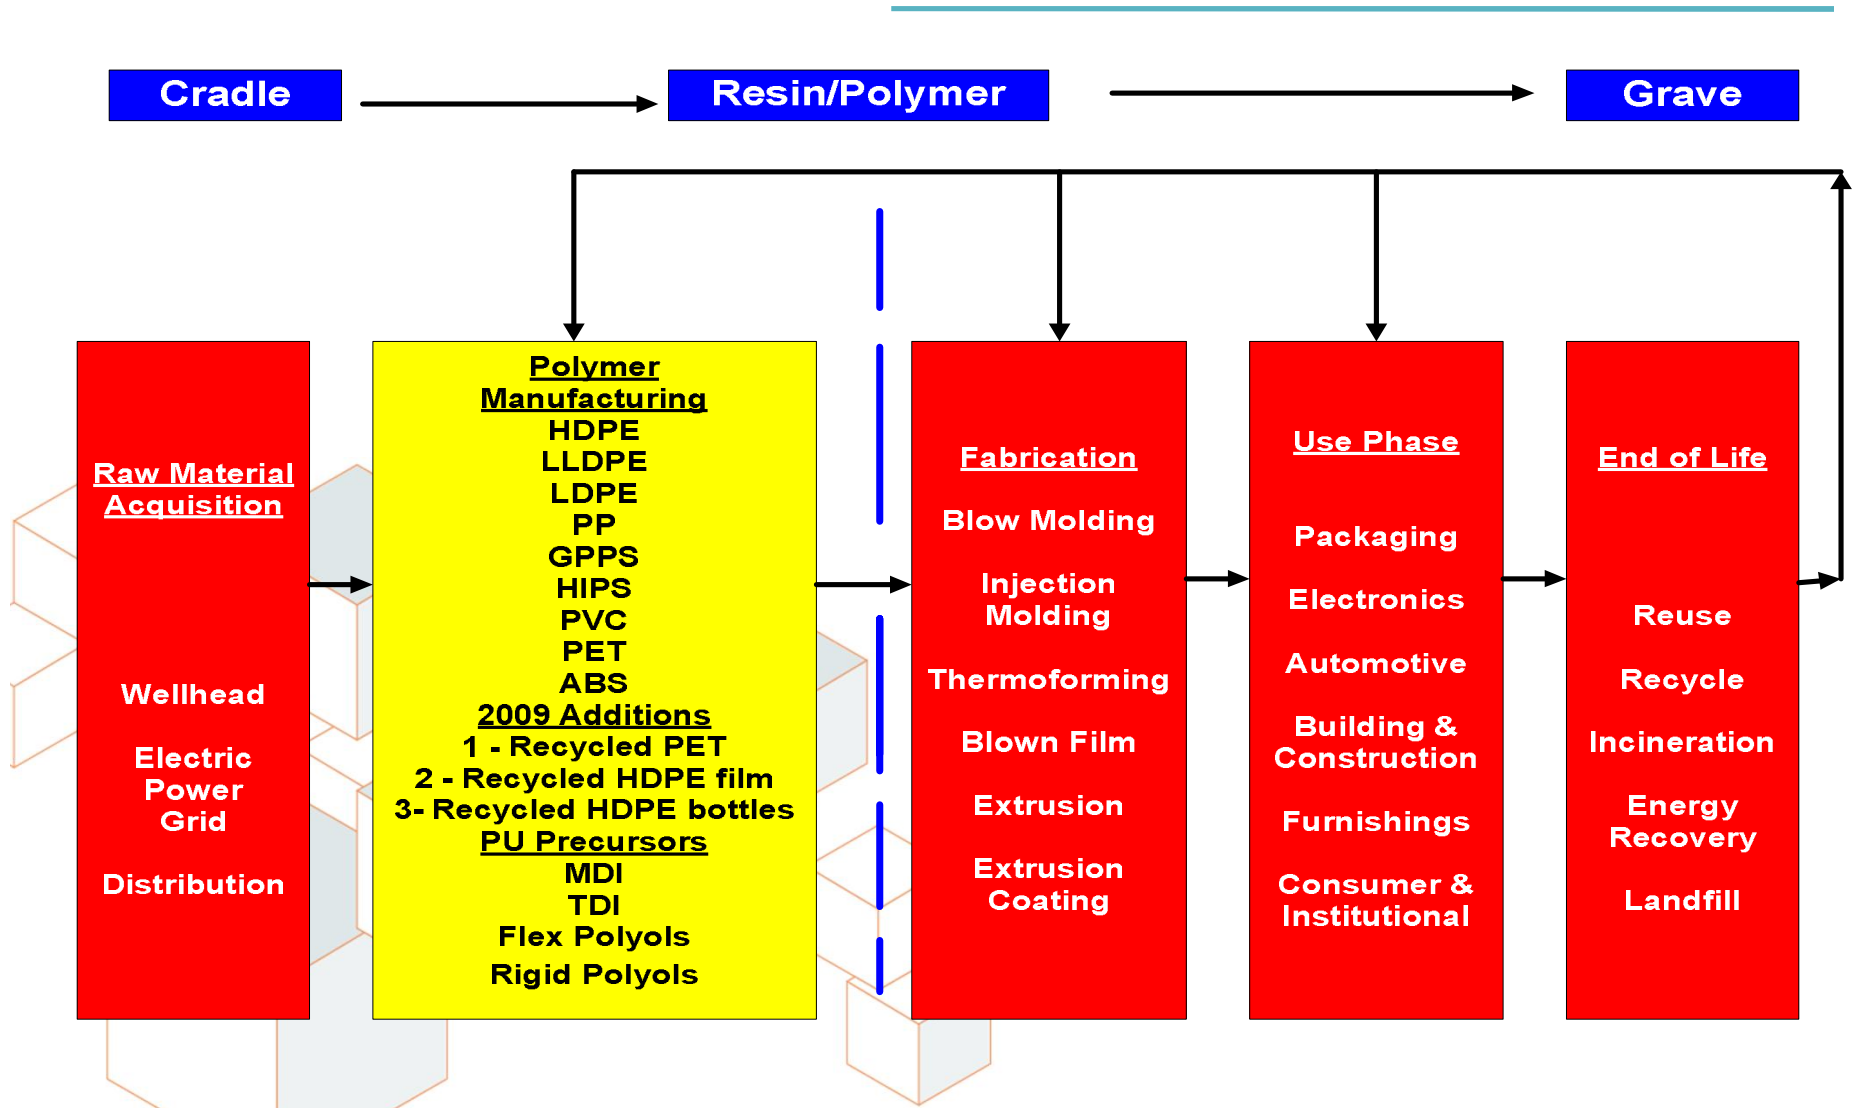 Cradle
Resin/Polymer
Grave
Raw Material
Acquisition
Wellhead
Electric
Power
Grid
Distribution
Polymer
Manufacturing
HDPE
LLDPE
LDPE
PP
GPPS
HIPS
PVC
PET
ABS
2009 Additions
1 - Recycled PET
2 - Recycled HDPE film
3- Recycled HDPE bottles
PU Precursors
MDI
TDI
Flex Polyols
Rigid Polyols
Fabrication
Blow Molding
Injection
Molding
Thermoforming
Blown Film
Extrusion
Extrusion
Coating
Use Phase
Packaging
Electronics
Automotive
Building &
Construction
Furnishings
Consumer &
Institutional
End of Life
Reuse
Recycle
Incineration
Energy
Recovery
Landfill